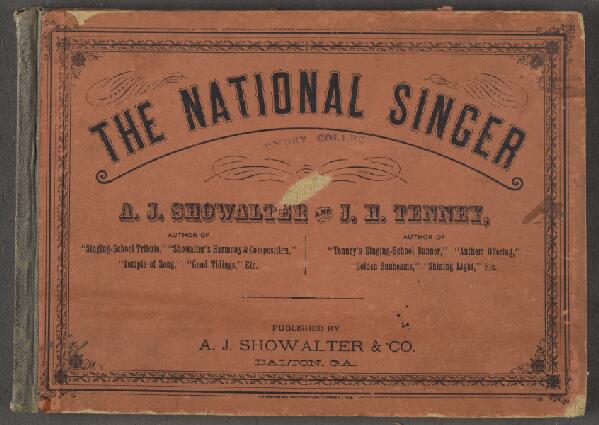 THE NATIONAL SINGER
EMORY COLLEG
A. J. SHOWALTER AND J. H. TENNEY,
AUTHOR OF
"Singing-School Tribute," "Showalter's Harmony & Composition,"
"Temple of Song," "Good Tidings," Etc.
AUTHOR OF
"Tenney's Singing-School Banner," "Anthem Offering,"
"Golden Sunbeams," "Shining Light," Etc.
PUBLISHED BY
A. J. SHOWALTER & CO.
DALTON, GA.